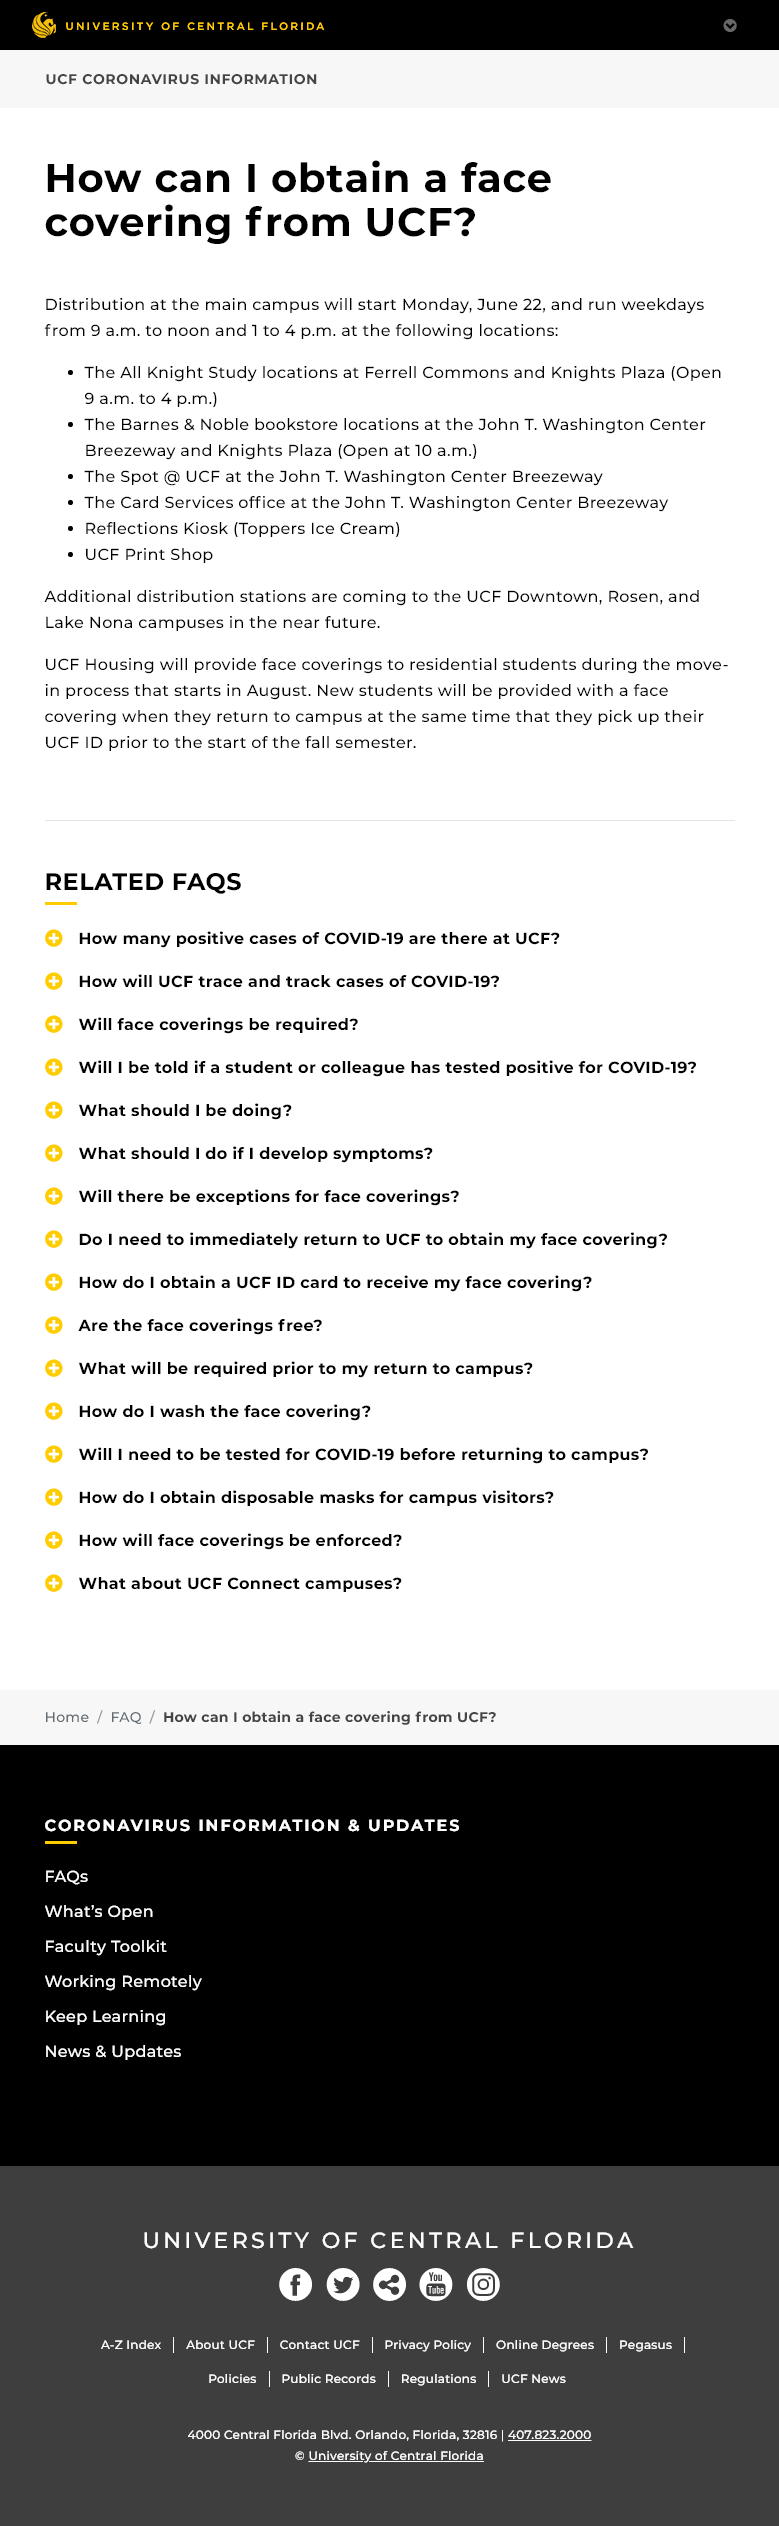 UNIVERSITY OF CENTRAL FLORIDA
UCF CORONAVIRUS INFORMATION
How can I obtain a face
covering from UCF?
Distribution at the main campus will start Monday, June 22, and run weekdays
from 9 a.m. to noon and 1 to 4 p.m. at the following locations:
• The All Knight Study locations at Ferrell Commons and Knights Plaza (Open
9 a.m. to 4 p.m.)
• The Barnes & Noble bookstore locations at the John T. Washington Center
Breezeway and Knights Plaza (Open at 10 a.m.)
• The Spot @ UCF at the John T. Washington Center Breezeway
• The Card Services office at the John T. Washington Center Breezeway
• Reflections Kiosk (Toppers Ice Cream)
• UCF Print Shop
Additional distribution stations are coming to the UCF Downtown, Rosen, and
Lake Nona campuses in the near future.
UCF Housing will provide face coverings to residential students during the move-
in process that starts in August. New students will be provided with a face
covering when they return to campus at the same time that they pick up their
UCF ID prior to the start of the fall semester.
RELATED FAQS
How many positive cases of COVID-19 are there at UCF?
How will UCF trace and track cases of COVID-19?
Will face coverings be required?
Will I be told if a student or colleague has tested positive for COVID-19?
What should I be doing?
What should I do if I develop symptoms?
Will there be exceptions for face coverings?
Do I need to immediately return to UCF to obtain my face covering?
How do I obtain a UCF ID card to receive my face covering?
Are the face coverings free?
What will be required prior to my return to campus?
How do I wash the face covering?
Will I need to be tested for COVID-19 before returning to campus?
How do I obtain disposable masks for campus visitors?
How will face coverings be enforced?
What about UCF Connect campuses?
Home / FAQ / How can I obtain a face covering from UCF?
CORONAVIRUS INFORMATION & UPDATES
FAQs
What’s Open
Faculty Toolkit
Working Remotely
Keep Learning
News & Updates
UNIVERSITY OF CENTRAL FLORIDA
You Tube
A-Z Index | About UCF | Contact UCF | Privacy Policy | Online Degrees | Pegasus |
Policies | Public Records | Regulations | UCF News
4000 Central Florida Blvd. Orlando, Florida, 32816 | 407.823.2000
© University of Central Florida